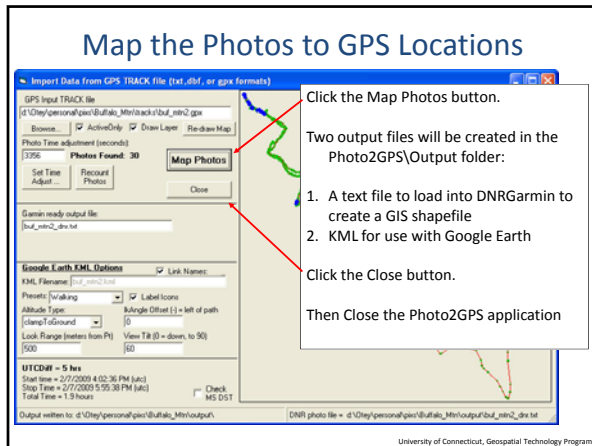 Map the Photos to GPS Locations
Import Data from GPS TRACK file (txt,dbf, or gpx formats)
GPS Input TRACK file
d:\Otey\personal\pixs\Buffalo_Mtn\tracks\buf_mtn2.gpx
Browse... ActiveOnly Draw Layer Re-draw Map
Photo Time adjustment (seconds):
3356 Photos Found: 30
Map Photos
Set Time Adjust ...
Recount Photos
Close
Garmin ready output file:
buf_mtn2_dnr.txt
Google Earth KML Options Link Names:
KML Filename: buf_mtn2.kml
Presets: Walking Label Icons
Altitude Type: lkAngle Offset (-) = left of path
clampToGround 0
Look Range (meters from Pt) View Tilt (0 = down, to 90)
500 60
UTCDiff = 5 hrs
Start time = 2/7/2009 4:02:36 PM (utc)
Stop Time = 2/7/2009 5:55:38 PM (utc)
Total Time = 1.9 hours
Check MS DST
Output written to: d:\Otey\personal\pixs\Buffalo_Mtn\output\
DNR photo file = d:\Otey\personal\pixs\Buffalo_Mtn\output\buf_mtn2_dnr.txt
Click the Map Photos button.
Two output files will be created in the
Photo2GPS\Output folder:
1. A text file to load into DNRGarmin to
create a GIS shapefile
2. KML for use with Google Earth
Click the Close button.
Then Close the Photo2GPS application
University of Connecticut, Geospatial Technology Program